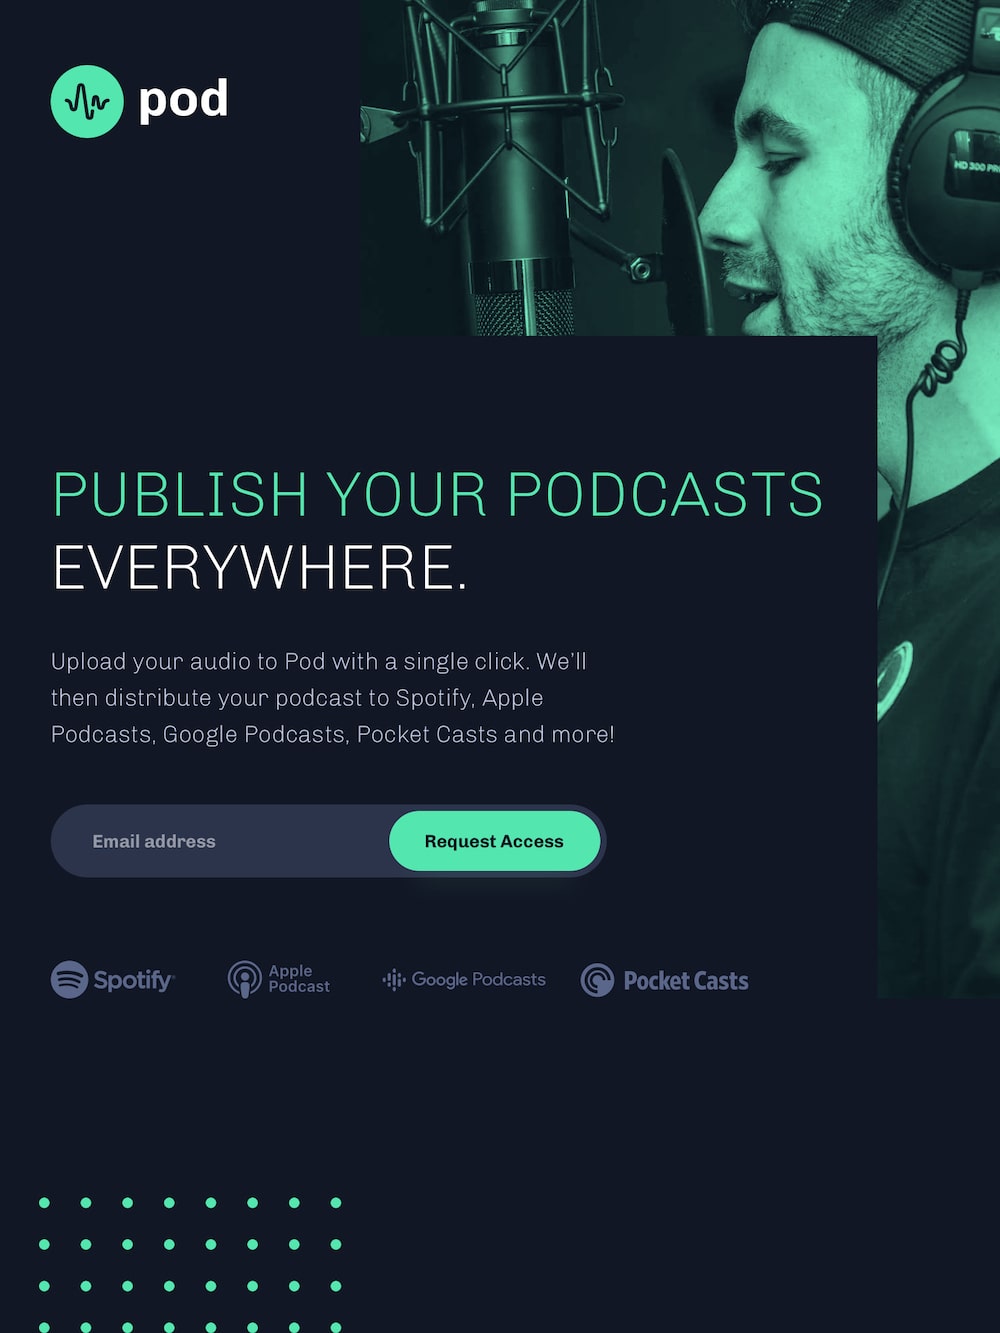 pod
HD 300 PR
PUBLISH YOUR PODCASTS
EVERYWHERE.
Upload your audio to Pod with a single click. We’ll
then distribute your podcast to Spotify, Apple
Podcasts, Google Podcasts, Pocket Casts and more!
Email address
Request Access
Spotify
Apple
Podcast
Google Podcasts
Pocket Casts